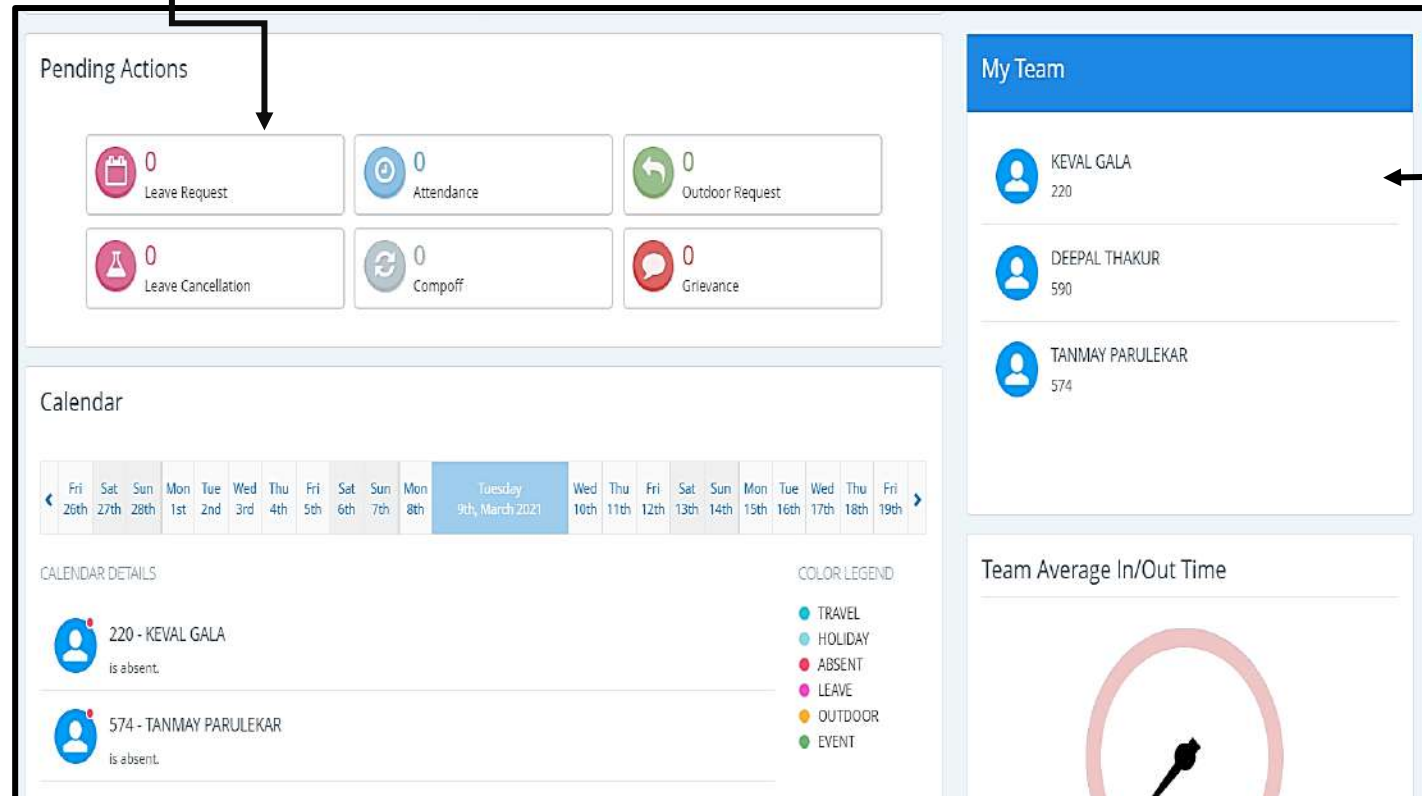 Pending Actions
0
Leave Request
0
Attendance
0
Outdoor Request
0
Leave Cancellation
0
Compoff
0
Grievance
My Team
KEVAL GALA
220
DEEPAL THAKUR
590
TANMAY PARULEKAR
574
Calendar
Fri Sat Sun Mon Tue Wed Thu Fri Sat Sun Mon Tuesday Wed Thu Fri Sat Sun Mon Tue Wed Thu Fri
26th 27th 28th 1st 2nd 3rd 4th 5th 6th 7th 8th 9th, March 2021 10th 11th 12th 13th 14th 15th 16th 17th 18th 19th
CALENDAR DETAILS
220 - KEVAL GALA
is absent.
574 - TANMAY PARULEKAR
is absent.
COLOR LEGEND
TRAVEL
HOLIDAY
ABSENT
LEAVE
OUTDOOR
EVENT
Team Average In/Out Time